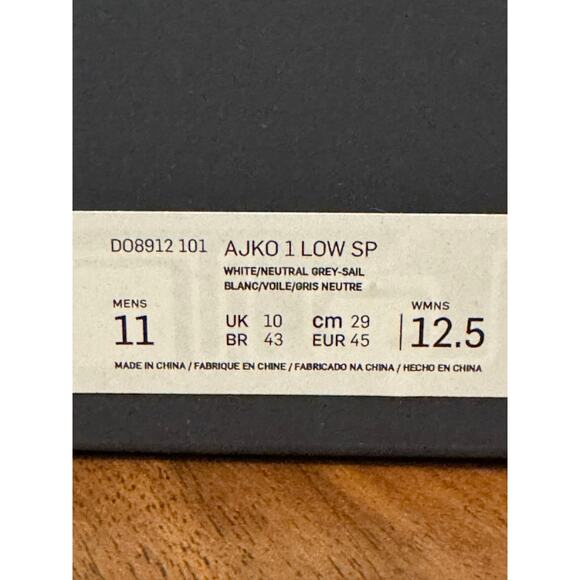 DO8912 101 AJKO 1 LOW SP
WHITE/NEUTRAL GREY-SAIL
BLANC/VOILE/GRIS NEUTRE
MENS
11
UK 10 cm 29
BR 43 EUR 45
WMNS
12.5
MADE IN CHINA / FABRIQUE EN CHINE / FABRICADO NA CHINA / HECHO EN CHINA